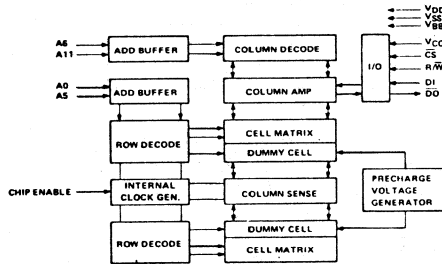 VDD
VSS
VBB
A6
A11
ADD BUFFER
COLUMN DECODE
I/O
VCC
CS
R/W
DI
DO
A0
A5
ADD BUFFER
COLUMN AMP
ROW DECODE
CELL MATRIX
DUMMY CELL
CHIP ENABLE
INTERNAL
CLOCK GEN.
COLUMN SENSE
PRECHARGE
VOLTAGE
GENERATOR
ROW DECODE
DUMMY CELL
CELL MATRIX